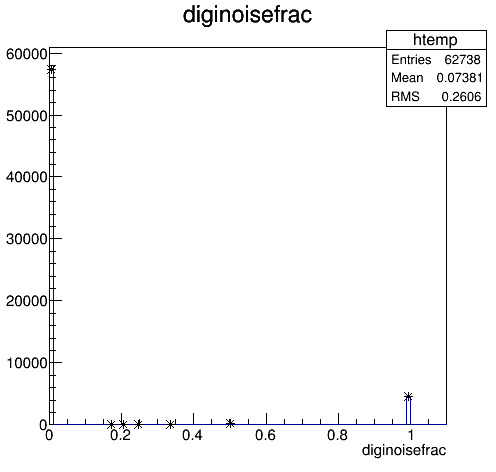 diginoisefrac
htemp
Entries 62738
Mean 0.07381
RMS 0.2606
60000
50000
40000
30000
20000
10000
0
0 0.2 0.4 0.6 0.8 1
diginoisefrac